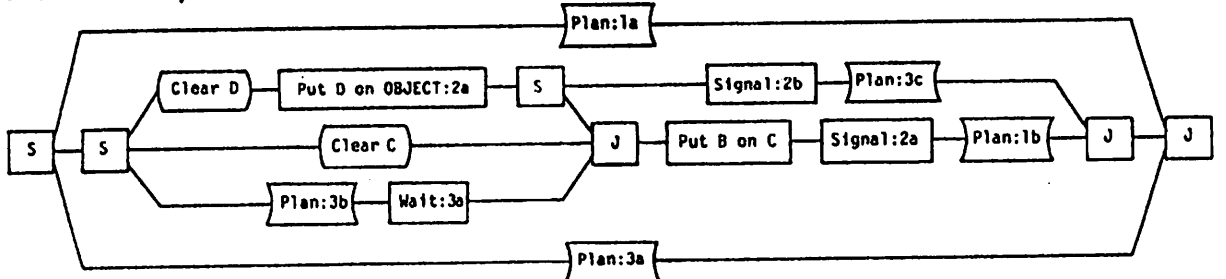 Plan:1a
Clear D
Put D on OBJECT:2a
S
Signal:2b
Plan:3c
S
S
Clear C
J
Put B on C
Signal:2a
Plan:1b
J
J
Plan:3b
Wait:3a
Plan:3a